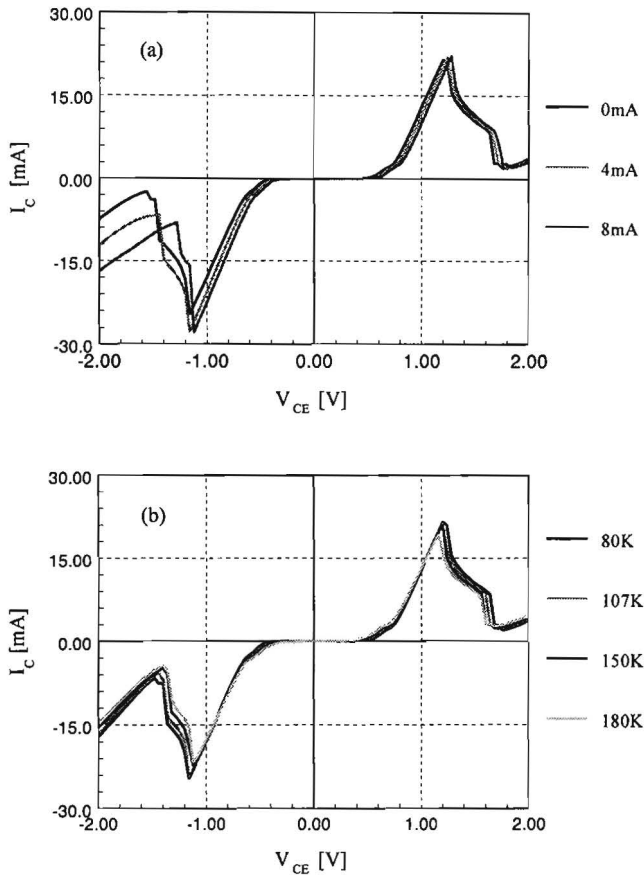 30.00
(a)
15.00
0.00
-15.0
-30.0
I_C [mA]
-2.00 -1.00 0.00 1.00 2.00
V_CE [V]
0mA
4mA
8mA
30.00
(b)
15.00
0.00
-15.0
-30.0
I_C [mA]
-2.00 -1.00 0.00 1.00 2.00
V_CE [V]
80K
107K
150K
180K